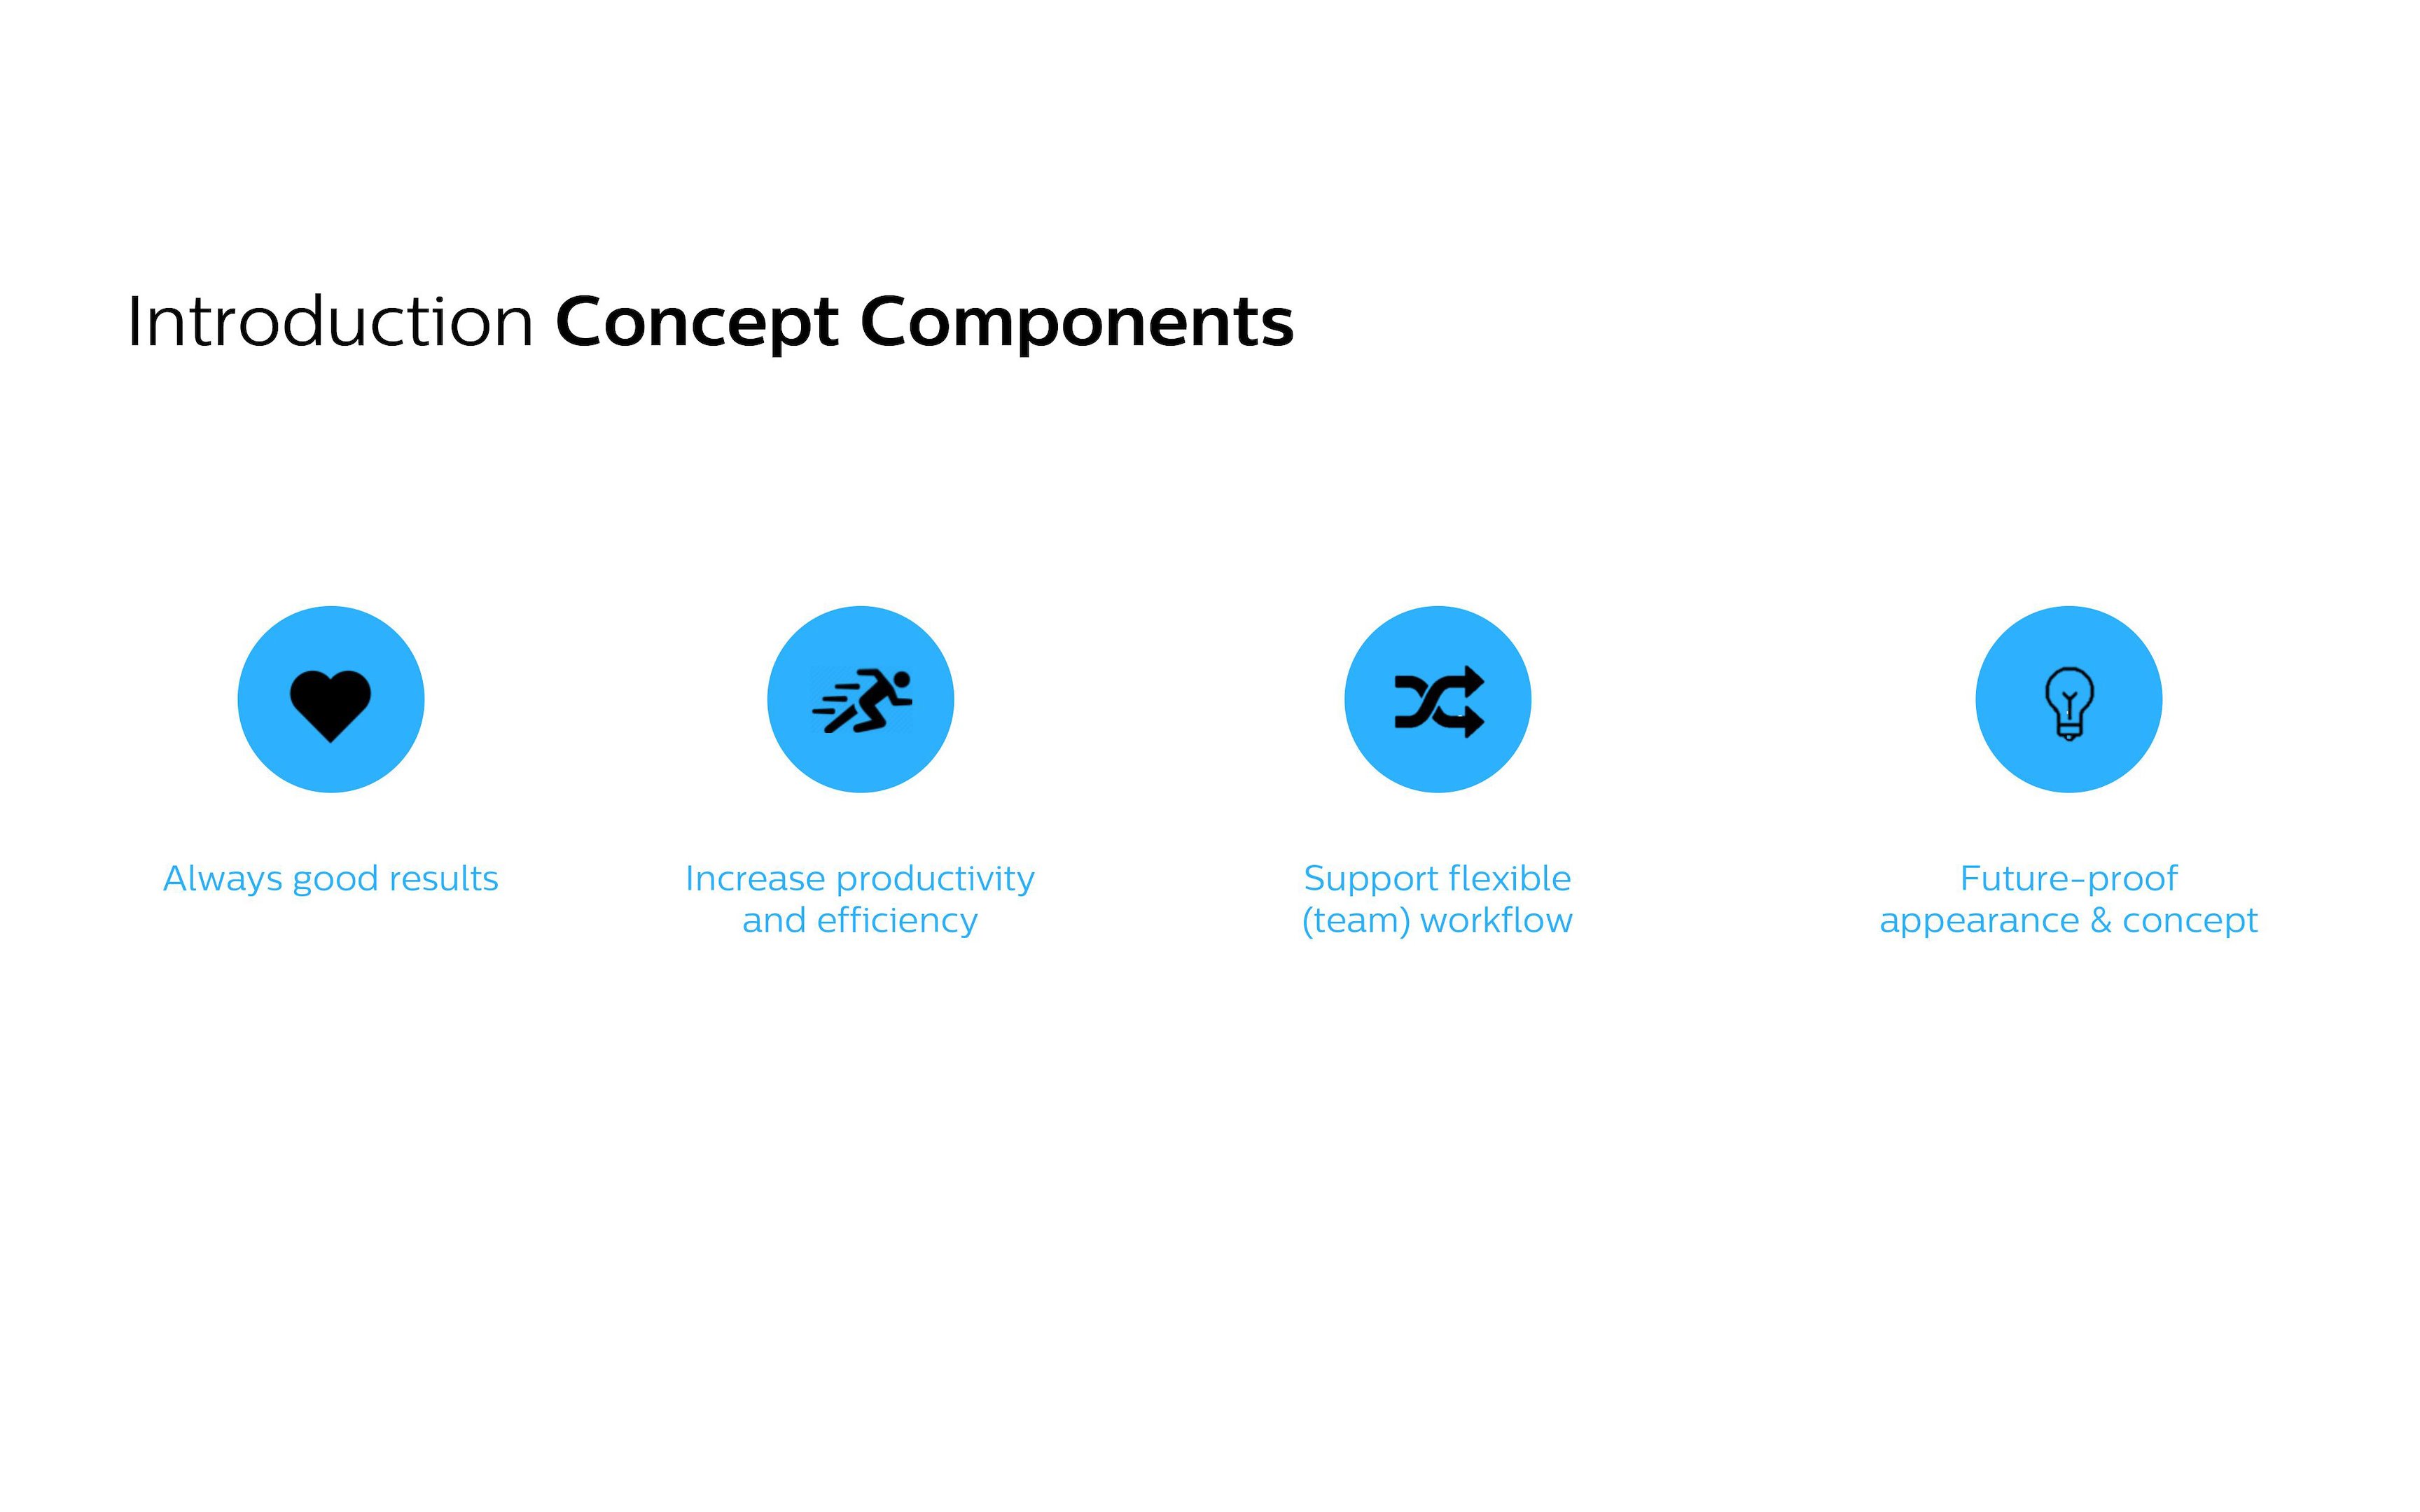 Introduction Concept Components
Always good results
Increase productivity
and efficiency
Support flexible
(team) workflow
Future-proof
appearance & concept